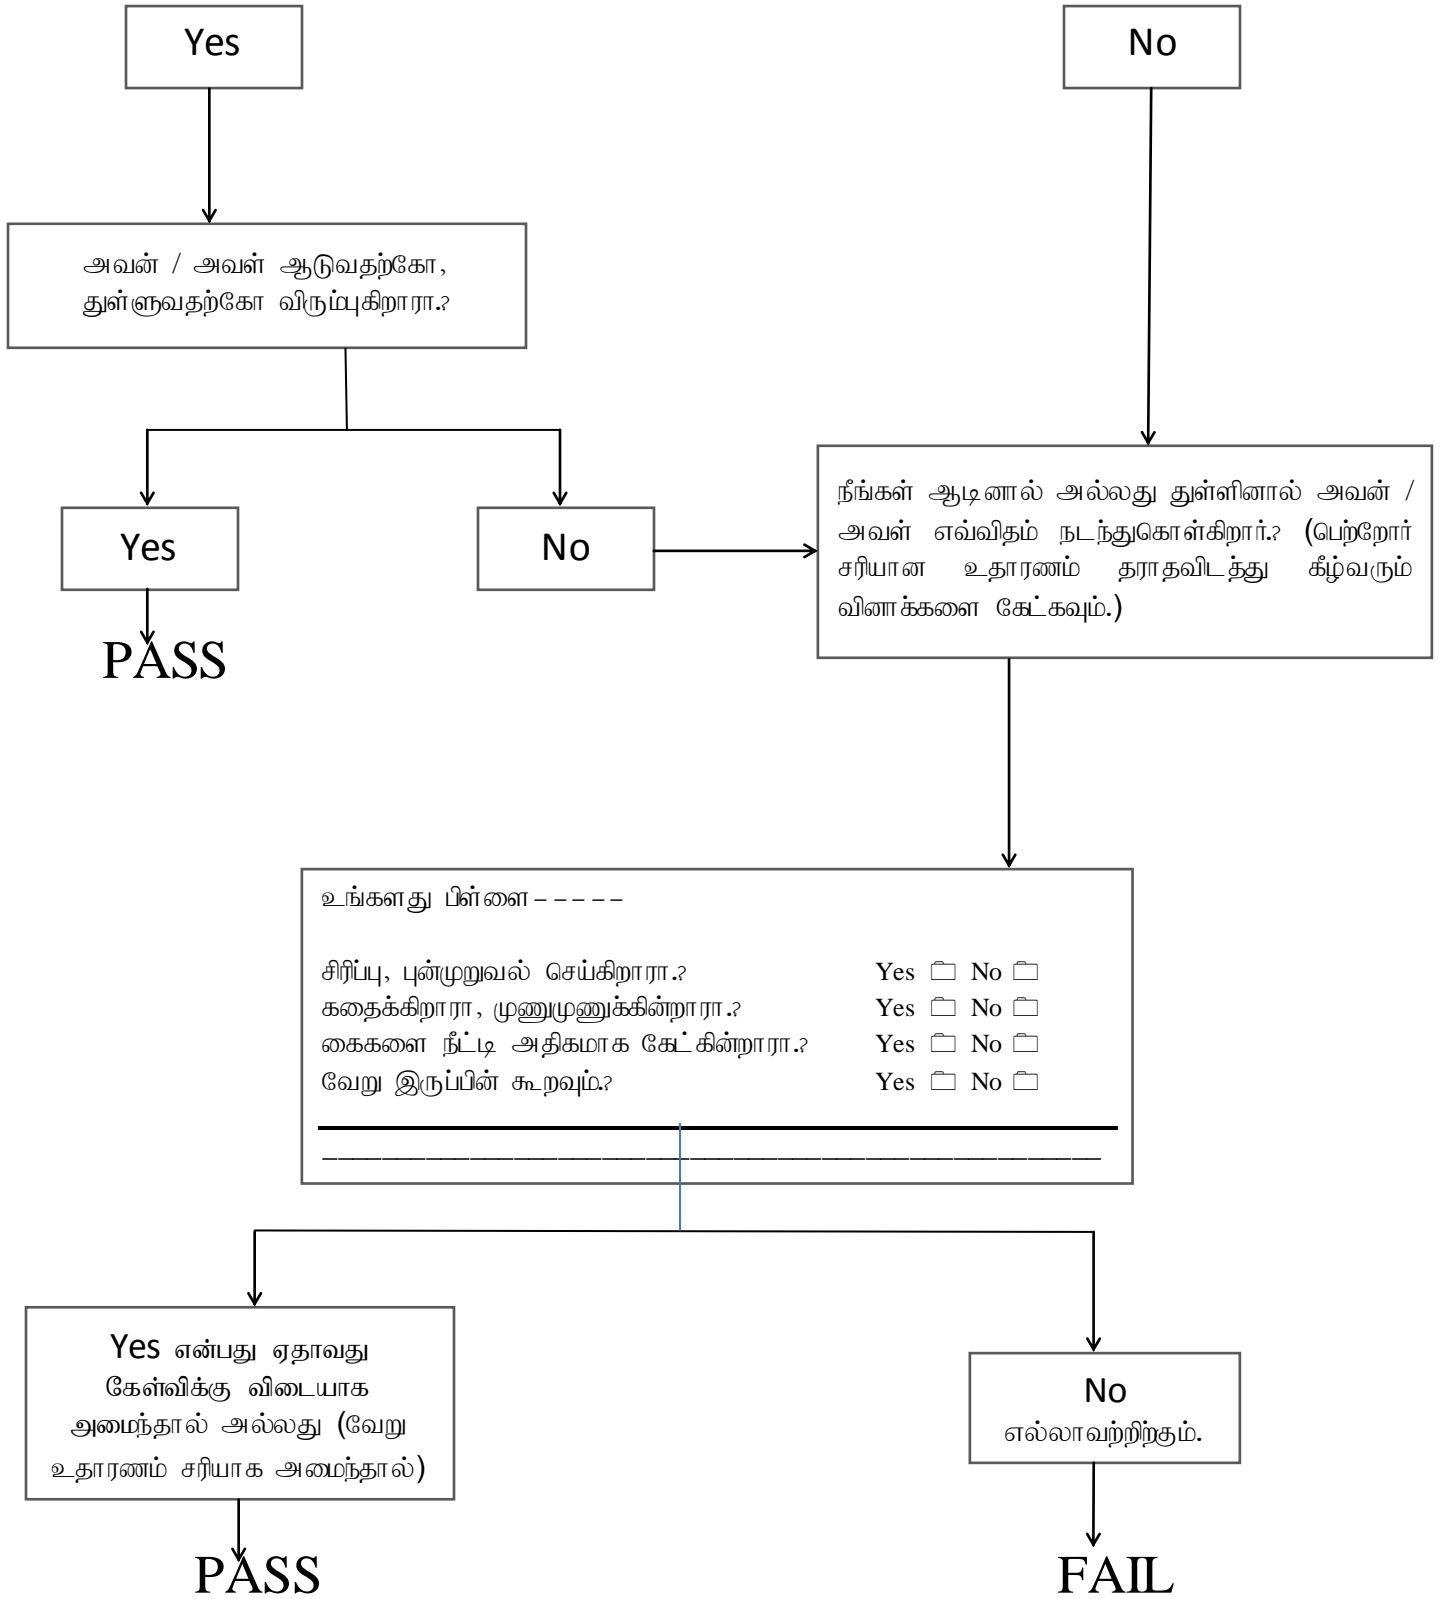 Yes
No
அவன் / அவள் ஆடுவதற்கோ,
துள்ளுவதற்கோ விரும்புகிறாரா.?
Yes
No
PASS
நீங்கள் ஆடினால் அல்லது துள்ளினால் அவன் /
அவள் எவ்விதம் நடந்துகொள்கிறார்.? (பெற்றோர்
சரியான உதாரணம் தராதவிடத்து கீழ்வரும்
வினாக்களை கேட்கவும்.)
உங்களது பிள்ளை – – – – –
சிரிப்பு, புன்முறுவல் செய்கிறாரா.? Yes No
கதைக்கிறாரா, முணுமுணுக்கின்றாரா.? Yes No
கைகளை நீட்டி அதிகமாக கேட்கின்றாரா.? Yes No
வேறு இருப்பின் கூறவும்.? Yes No
Yes என்பது ஏதாவது
கேள்விக்கு விடையாக
அமைந்தால் அல்லது (வேறு
உதாரணம் சரியாக அமைந்தால்)
No
எல்லாவற்றிற்கும்.
PASS
FAIL